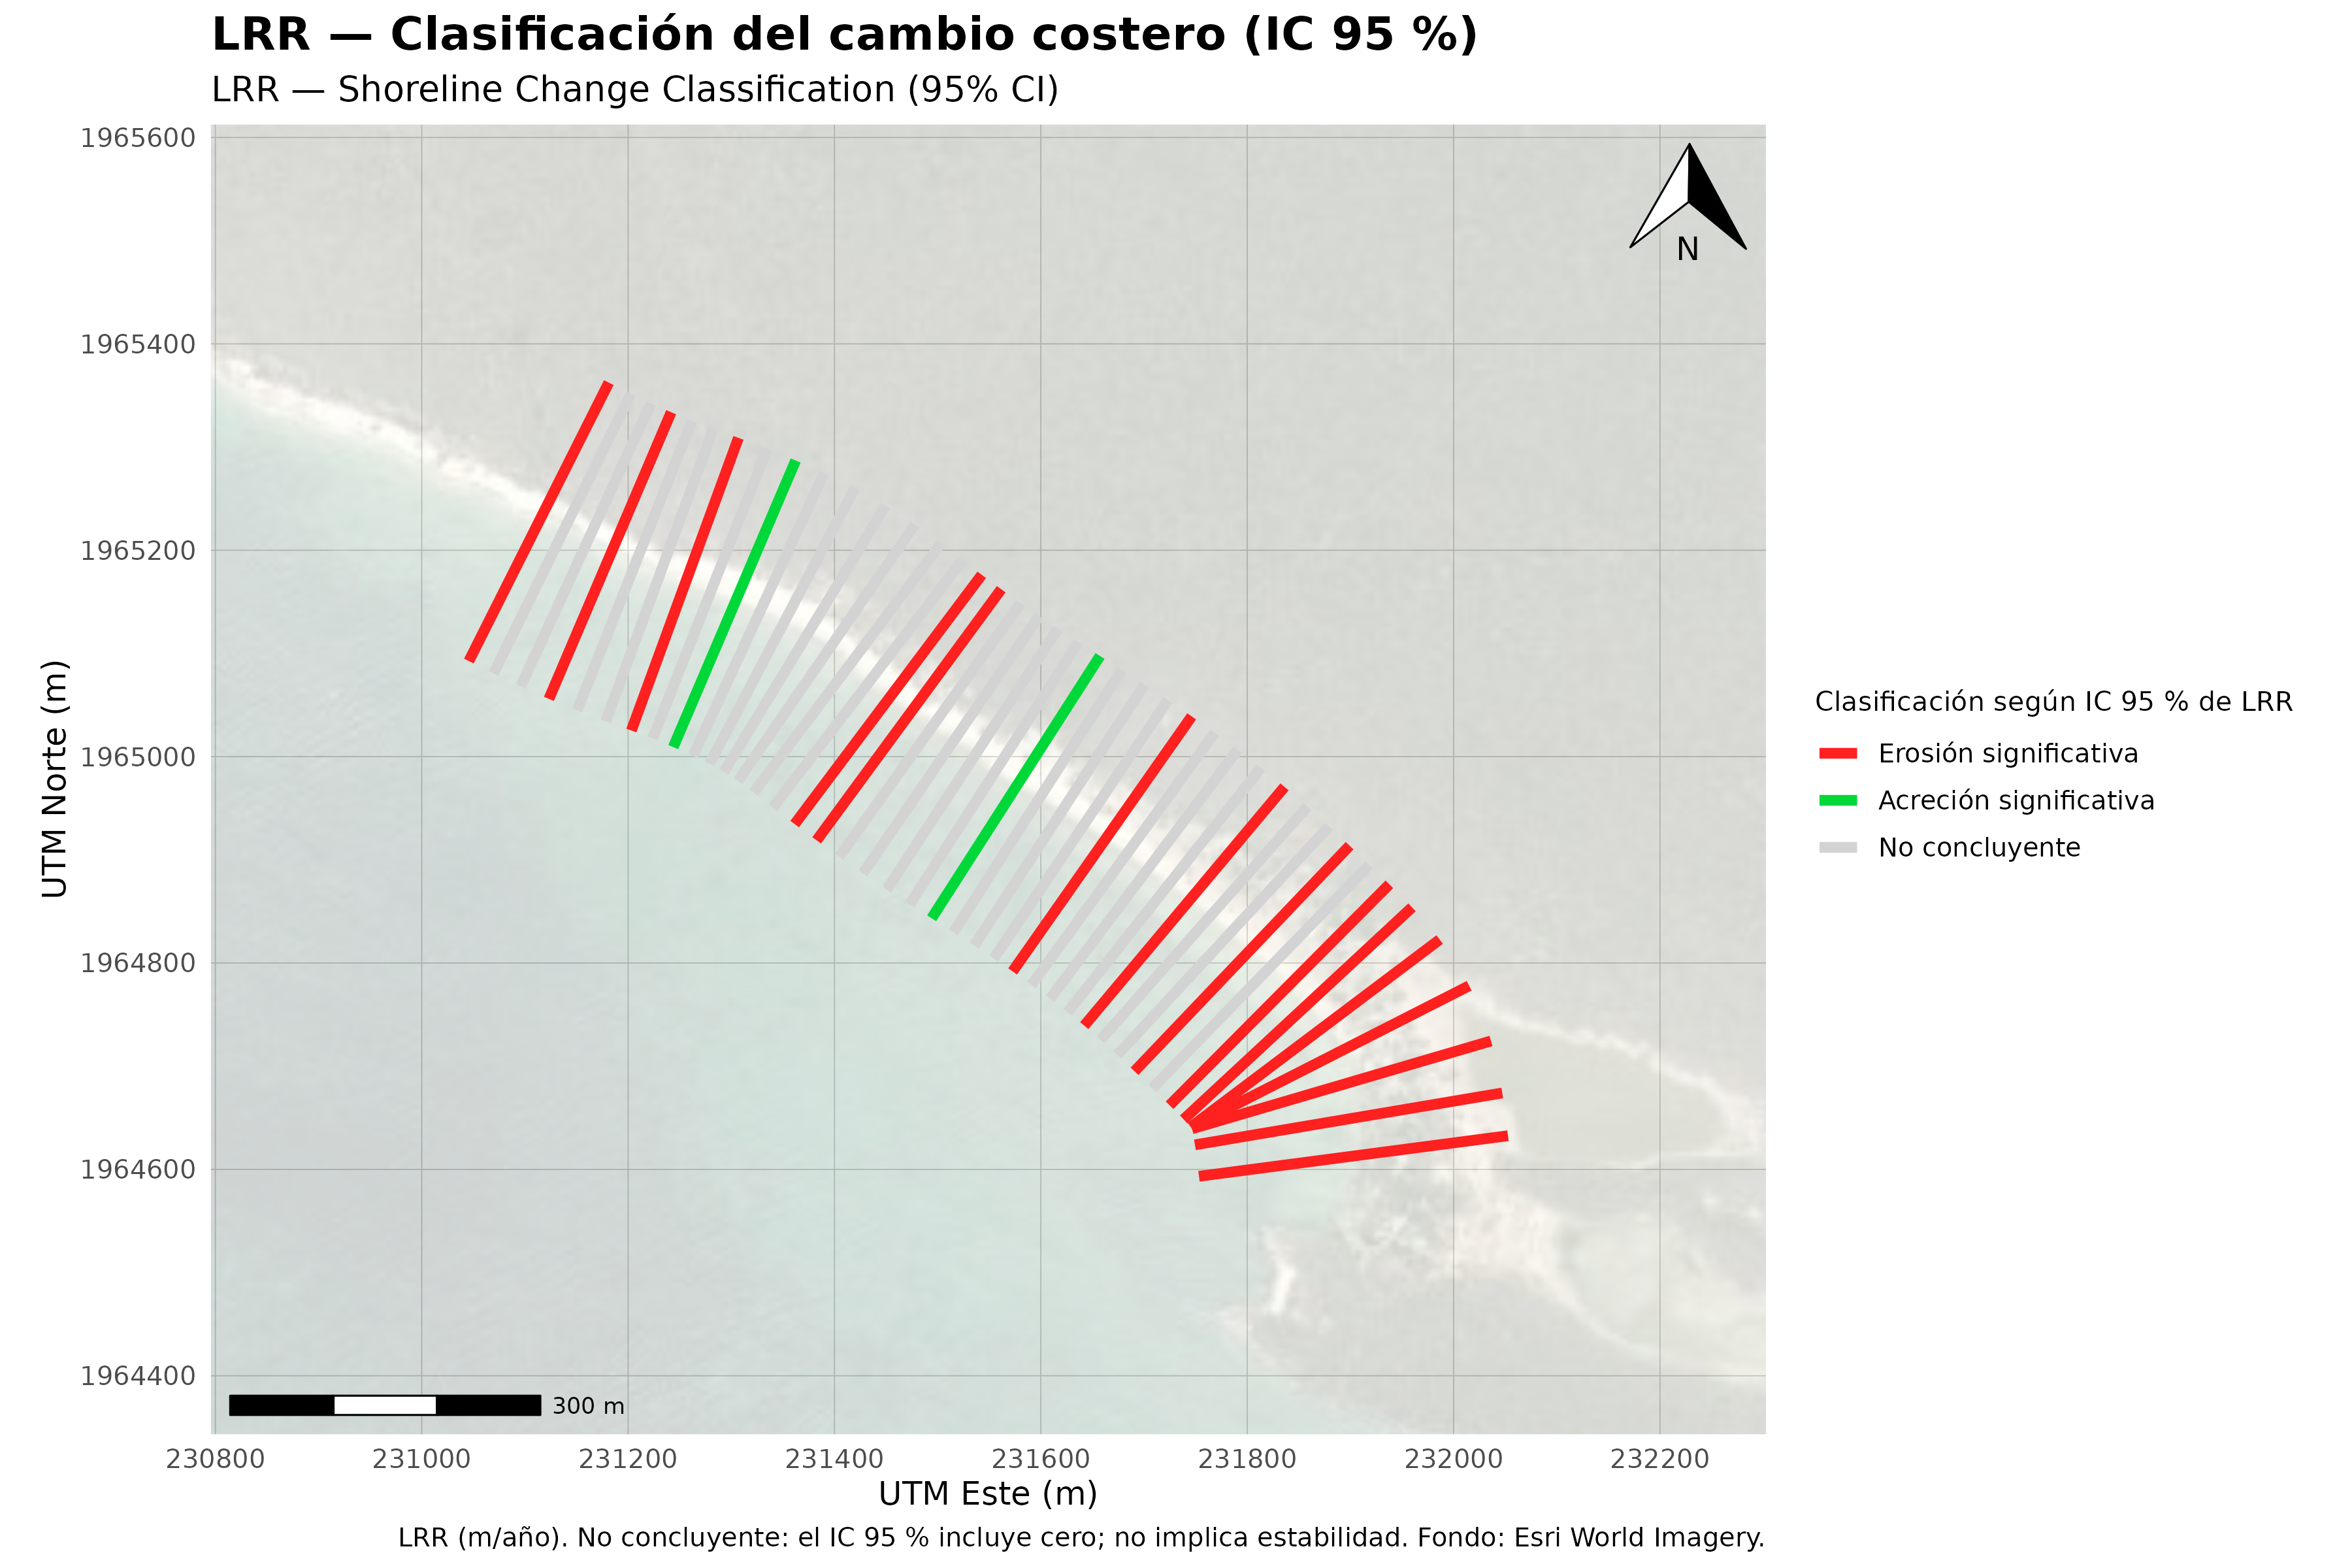 LRR — Clasificación del cambio costero (IC 95 %)
LRR — Shoreline Change Classification (95% CI)
1965600
1965400
1965200
1965000
1964800
1964600
1964400
UTM Norte (m)
N
300 m
230800 231000 231200 231400 231600 231800 232000 232200
UTM Este (m)
Clasificación según IC 95 % de LRR
Erosión significativa
Acreción significativa
No concluyente
LRR (m/año). No concluyente: el IC 95 % incluye cero; no implica estabilidad. Fondo: Esri World Imagery.